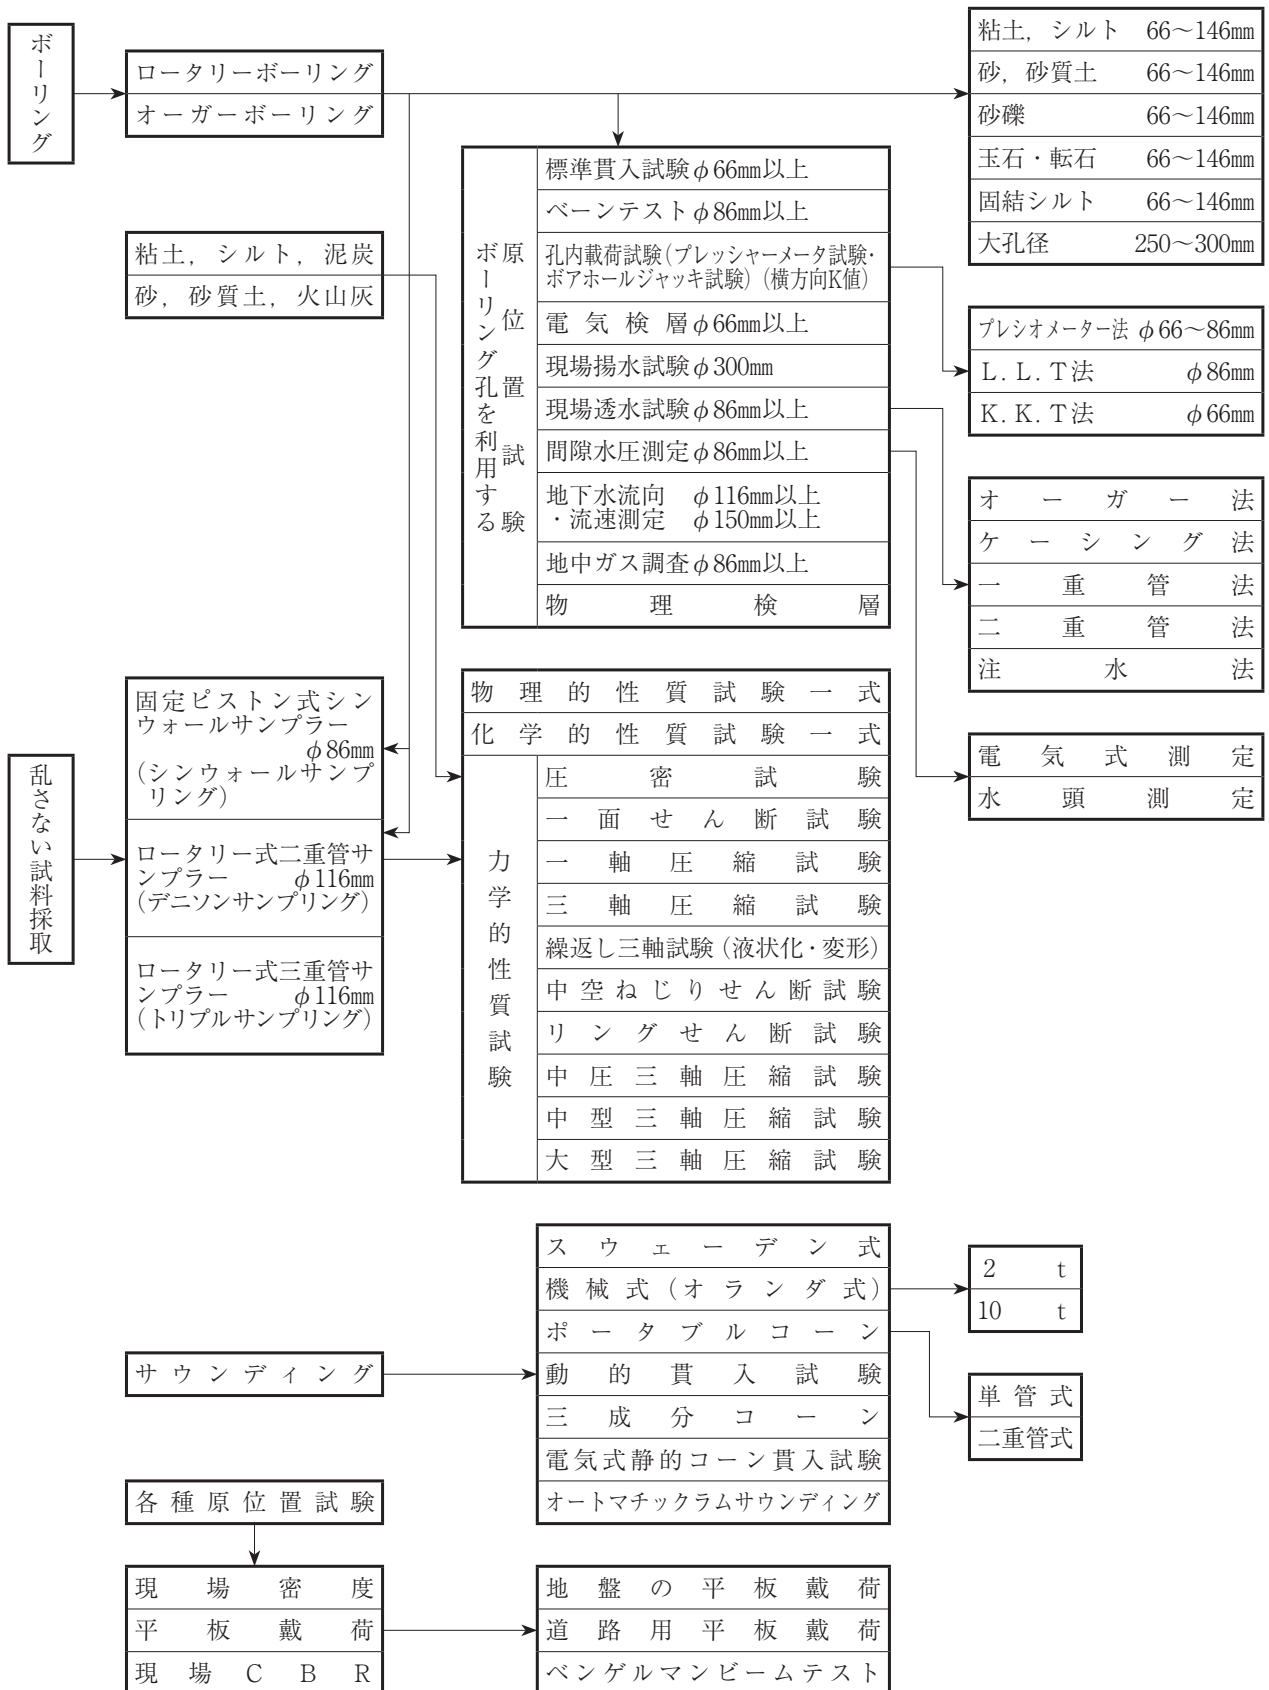 ボーリング
ロータリーボーリング
オーガーボーリング
粘土，シルト 66～146㎜
砂，砂質土 66～146㎜
砂礫 66～146㎜
玉石・転石 66～146㎜
固結シルト 66～146㎜
大孔径 250～300㎜
粘土，シルト，泥炭
砂，砂質土，火山灰
ボーリング孔を利用する
原位置試験
標準貫入試験φ66㎜以上
ベーンテストφ86㎜以上
孔内載荷試験（プレッシャーメータ試験・
ボアホールジャッキ試験）（横方向K値）
電気検層φ66㎜以上
現場揚水試験φ300㎜
現場透水試験φ86㎜以上
間隙水圧測定φ86㎜以上
地下水流向 φ116㎜以上
・流速測定 φ150㎜以上
地中ガス調査φ86㎜以上
物理検層
プレシオメーター法 φ66～86㎜
L.L.T法 φ86㎜
K.K.T法 φ66㎜
オーガー法
ケーシング法
一重管法
二重管法
注水法
電気式測定
水頭測定
乱さない試料採取
固定ピストン式シン
ウォールサンプラー
φ86㎜
（シンウォールサンプ
リング）
ロータリー式二重管サ
ンプラー φ116㎜
（デニソンサンプリング）
ロータリー式三重管サ
ンプラー φ116㎜
（トリプルサンプリング）
物理的性質試験一式
化学的性質試験一式
力学的性質試験
圧密試験
一面せん断試験
一軸圧縮試験
三軸圧縮試験
繰返し三軸試験（液状化・変形）
中空ねじりせん断試験
リングせん断試験
中圧三軸圧縮試験
中型三軸圧縮試験
大型三軸圧縮試験
サウンディング
スウェーデン式
機械式（オランダ式）
ポータブルコーン
動的貫入試験
三成分コーン
電気式静的コーン貫入試験
オートマチックラムサウンディング
2 t
10 t
単管式
二重管式
各種原位置試験
現場密度
平板載荷
現場CBR
地盤の平板載荷
道路用平板載荷
ベンゲルマンビームテスト